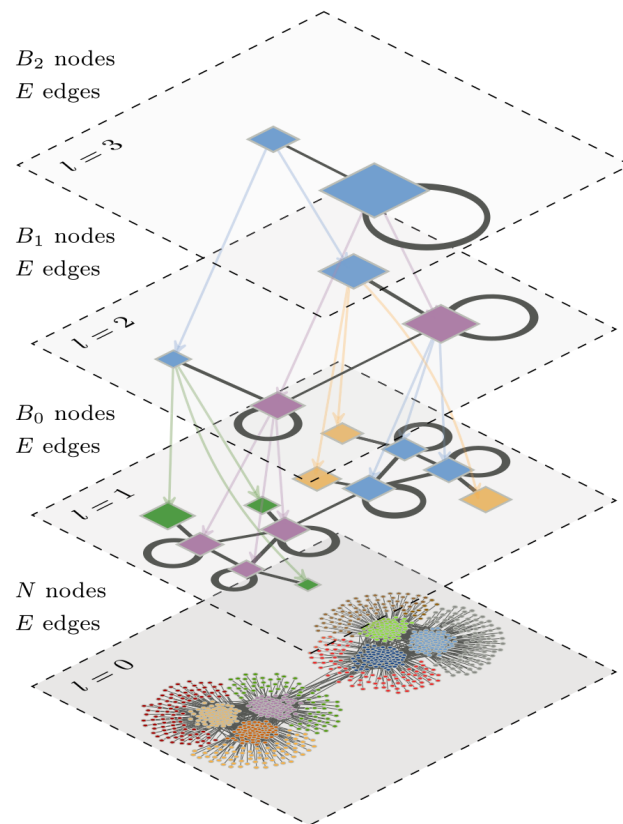 B₂ nodes
E edges
l = 3
B₁ nodes
E edges
l = 2
B₀ nodes
E edges
l = 1
N nodes
E edges
l = 0